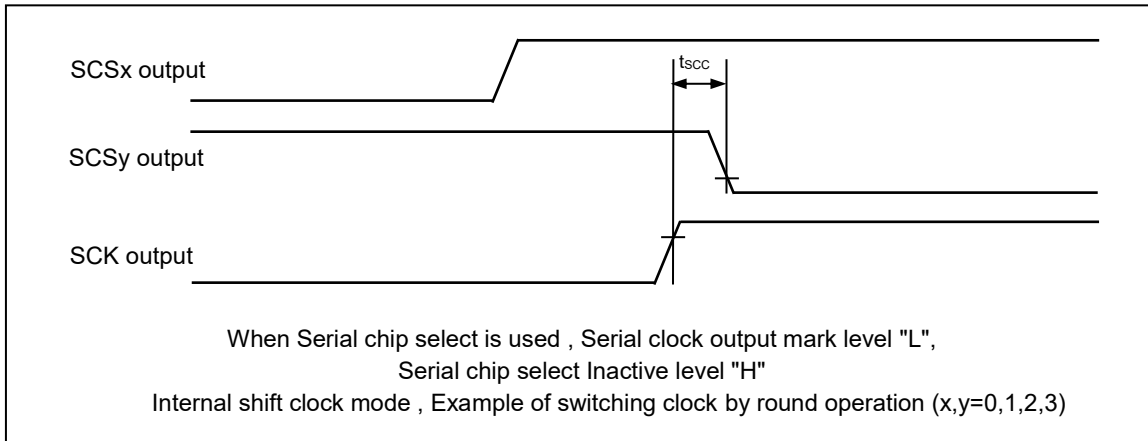 SCSx output
tSCC
SCSy output
SCK output
When Serial chip select is used , Serial clock output mark level "L",
Serial chip select Inactive level "H"
Internal shift clock mode , Example of switching clock by round operation (x,y=0,1,2,3)